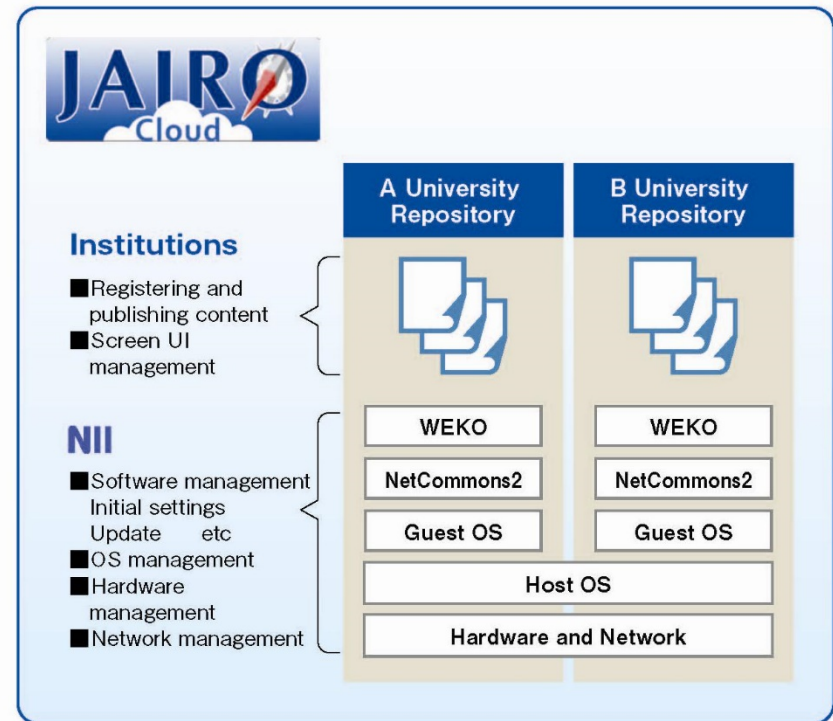 JAIRO
Cloud
A University
Repository
B University
Repository
Institutions
■Registering and
publishing content
■Screen UI
management
NII
■Software management
Initial settings
Update etc
■OS management
■Hardware
management
■Network management
WEKO
WEKO
NetCommons2
NetCommons2
Guest OS
Guest OS
Host OS
Hardware and Network